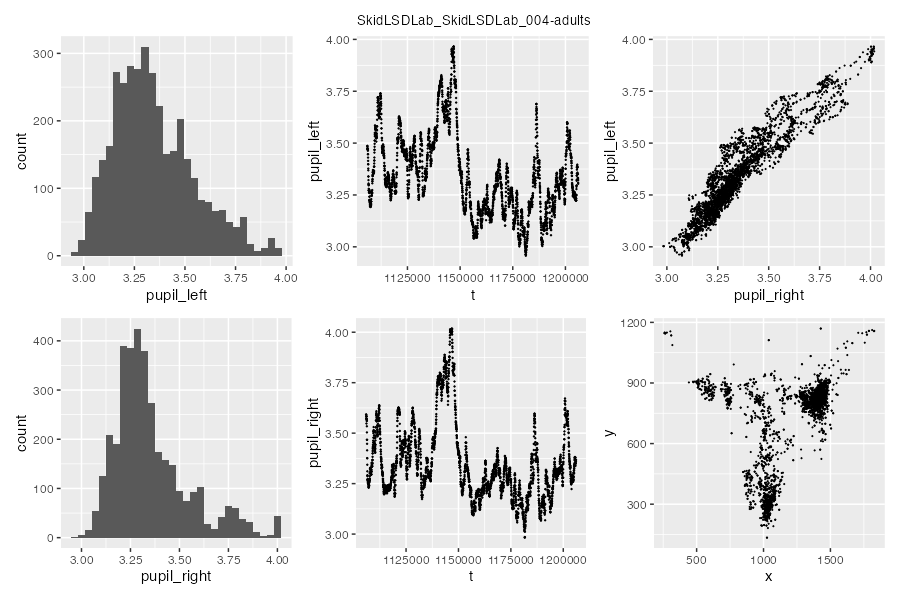 SkidLSDLab_SkidLSDLab_004-adults
300
200
100
0
count
3.00 3.25 3.50 3.75 4.00
pupil_left
4.00
3.75
3.50
3.25
3.00
pupil_left
1125000 1150000 1175000 1200000
t
4.00
3.75
3.50
3.25
3.00
pupil_left
3.00 3.25 3.50 3.75 4.00
pupil_right
400
300
200
100
0
count
3.00 3.25 3.50 3.75 4.00
pupil_right
4.00
3.75
3.50
3.25
3.00
pupil_right
1125000 1150000 1175000 1200000
t
1200
900
600
300
y
500 1000 1500
x